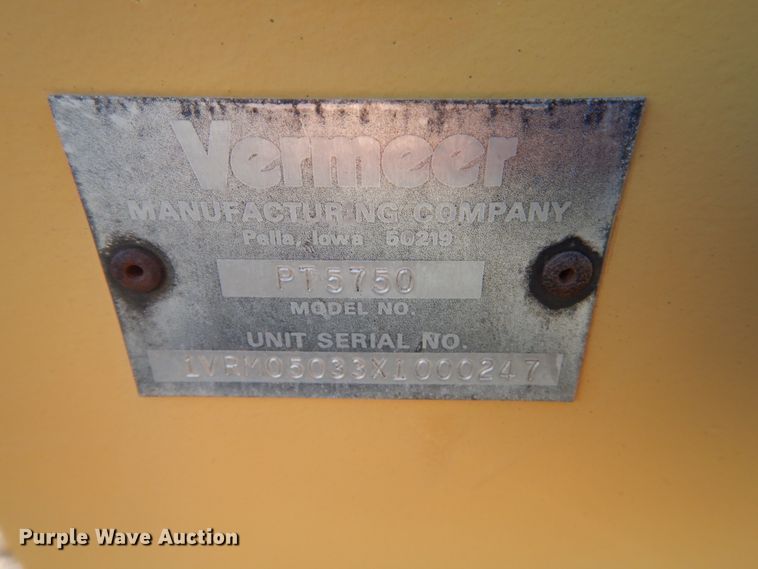 Vermeer
MANUFACTURING COMPANY
Pella, Iowa 50219
PT5750
MODEL NO.
UNIT SERIAL NO.
1VRM05033X1000247
Purple Wave Auction